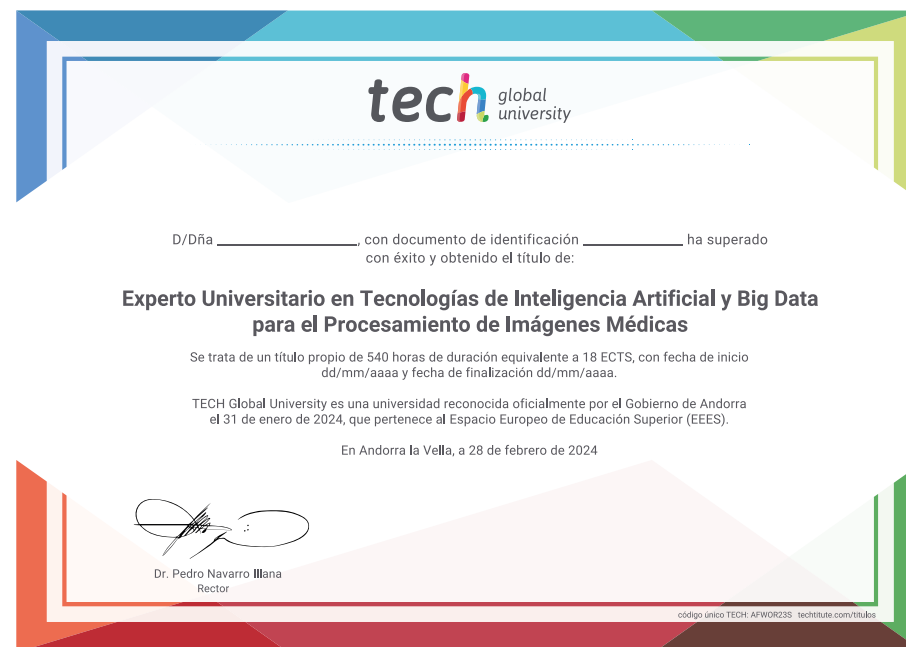 tech global university
D/Dña ____________________, con documento de identificación ______________ ha superado
con éxito y obtenido el título de:
Experto Universitario en Tecnologías de Inteligencia Artificial y Big Data
para el Procesamiento de Imágenes Médicas
Se trata de un título propio de 540 horas de duración equivalente a 18 ECTS, con fecha de inicio
dd/mm/aaaa y fecha de finalización dd/mm/aaaa.
TECH Global University es una universidad reconocida oficialmente por el Gobierno de Andorra
el 31 de enero de 2024, que pertenece al Espacio Europeo de Educación Superior (EEES).
En Andorra la Vella, a 28 de febrero de 2024
Dr. Pedro Navarro Illana
Rector
código único TECH: AFWOR23S techtitute.com/titulos